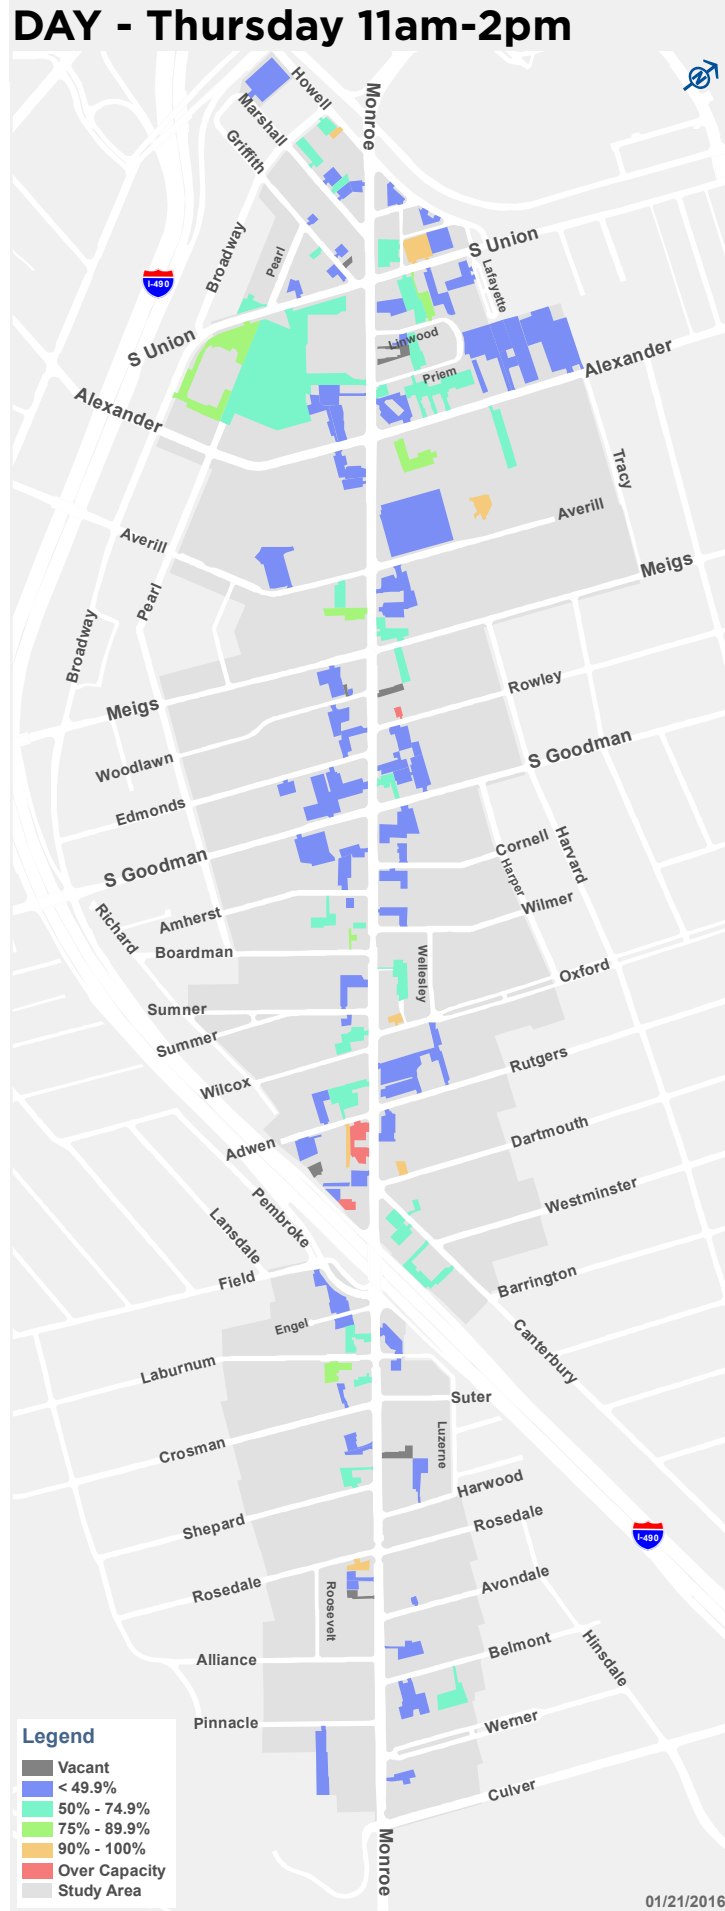 DAY - Thursday 11am-2pm
N
Howell
Monroe
Marshall
Griffith
Broadway
Pearl
S Union
Lafayette
I-490
S Union
Linwood
Priem
Alexander
Alexander
Tracy
Averill
Averill
Meigs
Pearl
Broadway
Rowley
Meigs
S Goodman
Woodlawn
Edmonds
Cornell
Harvard
Harper
S Goodman
Wilmer
Richard
Amherst
Boardman
Wellesley
Oxford
Sumner
Summer
Rutgers
Wilcox
Dartmouth
Adwen
Westminster
Pembroke
Lansdale
Field
Barrington
Engel
Canterbury
Laburnum
Suter
Luzerne
Crosman
Harwood
Shepard
Rosedale
I-490
Rosedale
Avondale
Roosevelt
Belmont
Hinsdale
Alliance
Pinnacle
Werner
Culver
Monroe
Legend
Vacant
< 49.9%
50% - 74.9%
75% - 89.9%
90% - 100%
Over Capacity
Study Area
01/21/2016